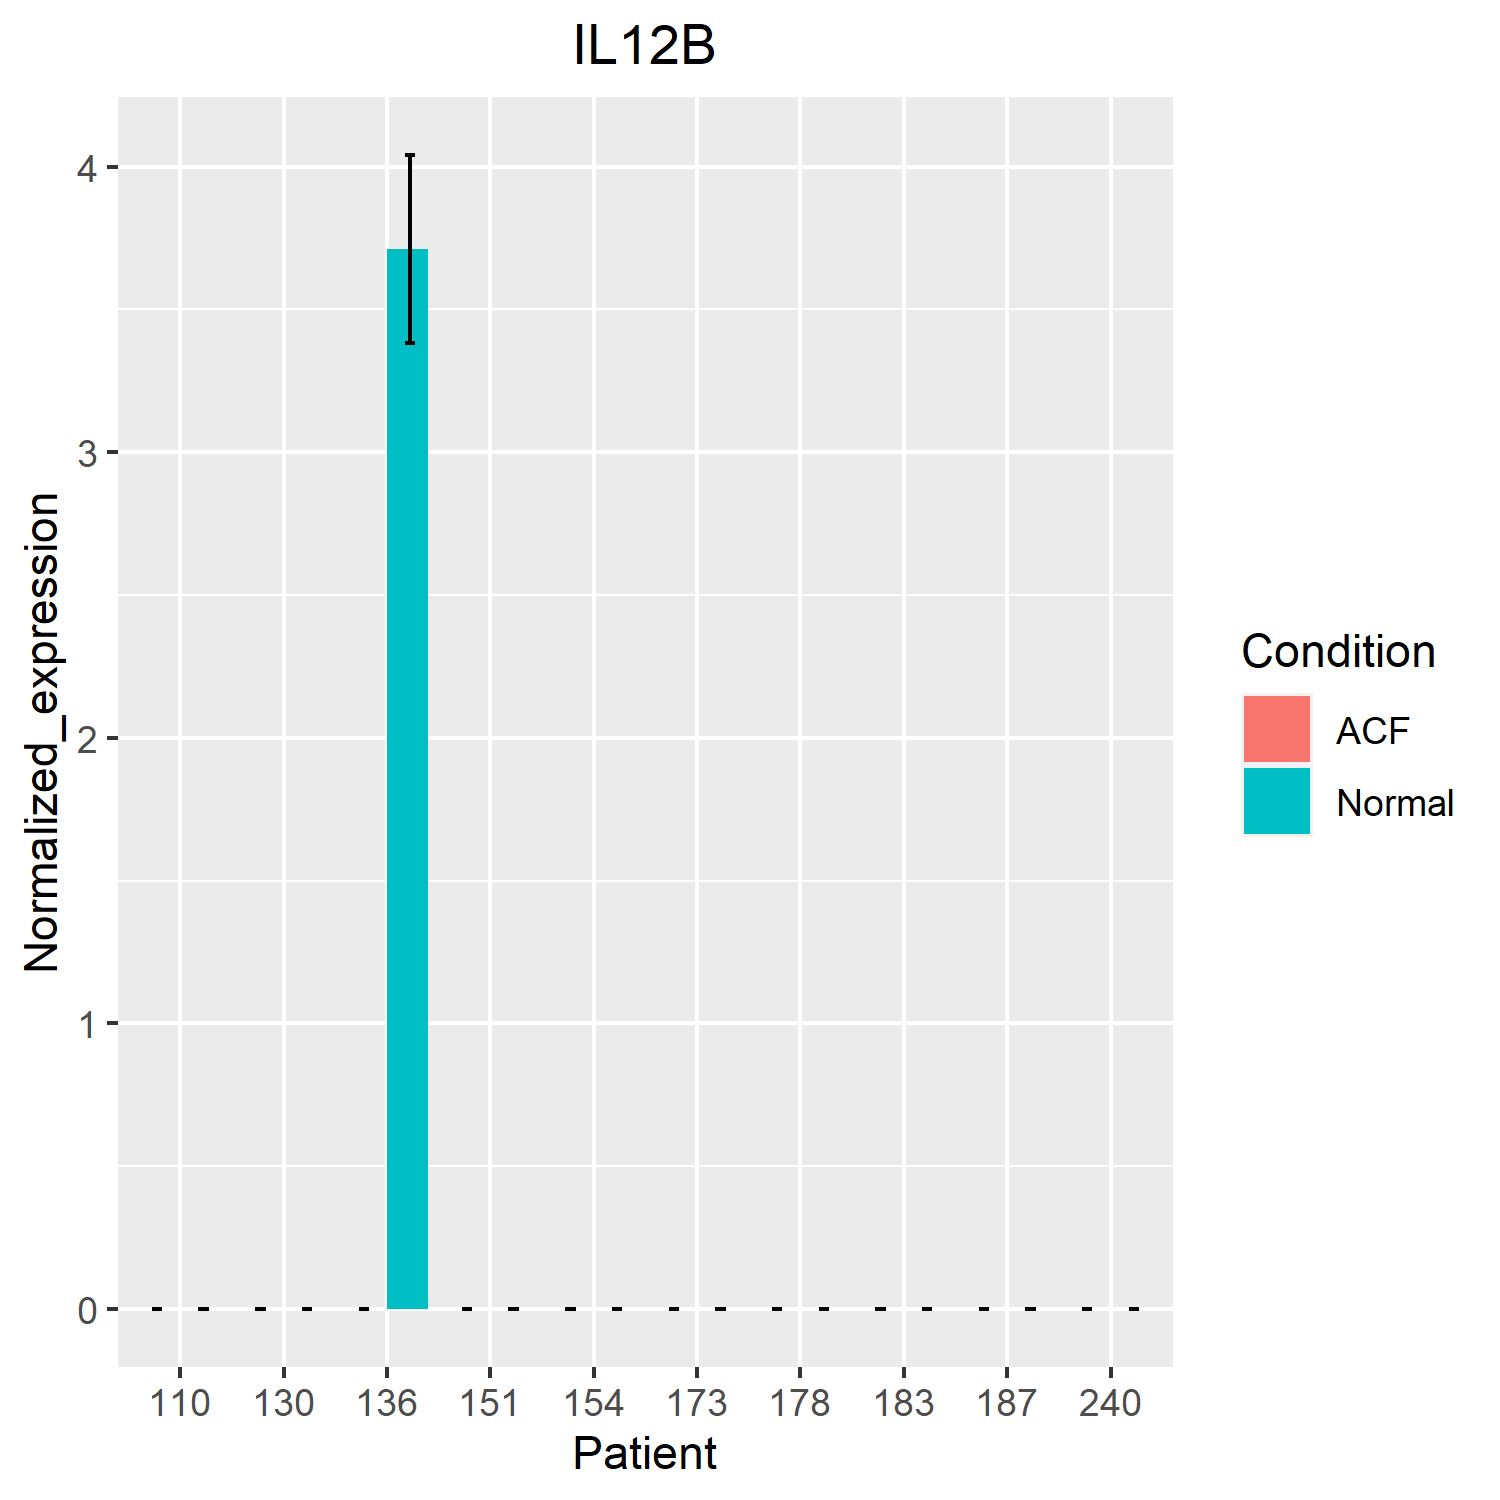 IL12B
4
3
2
1
0
Normalized_expression
110 130 136 151 154 173 178 183 187 240
Patient
Condition
ACF
Normal